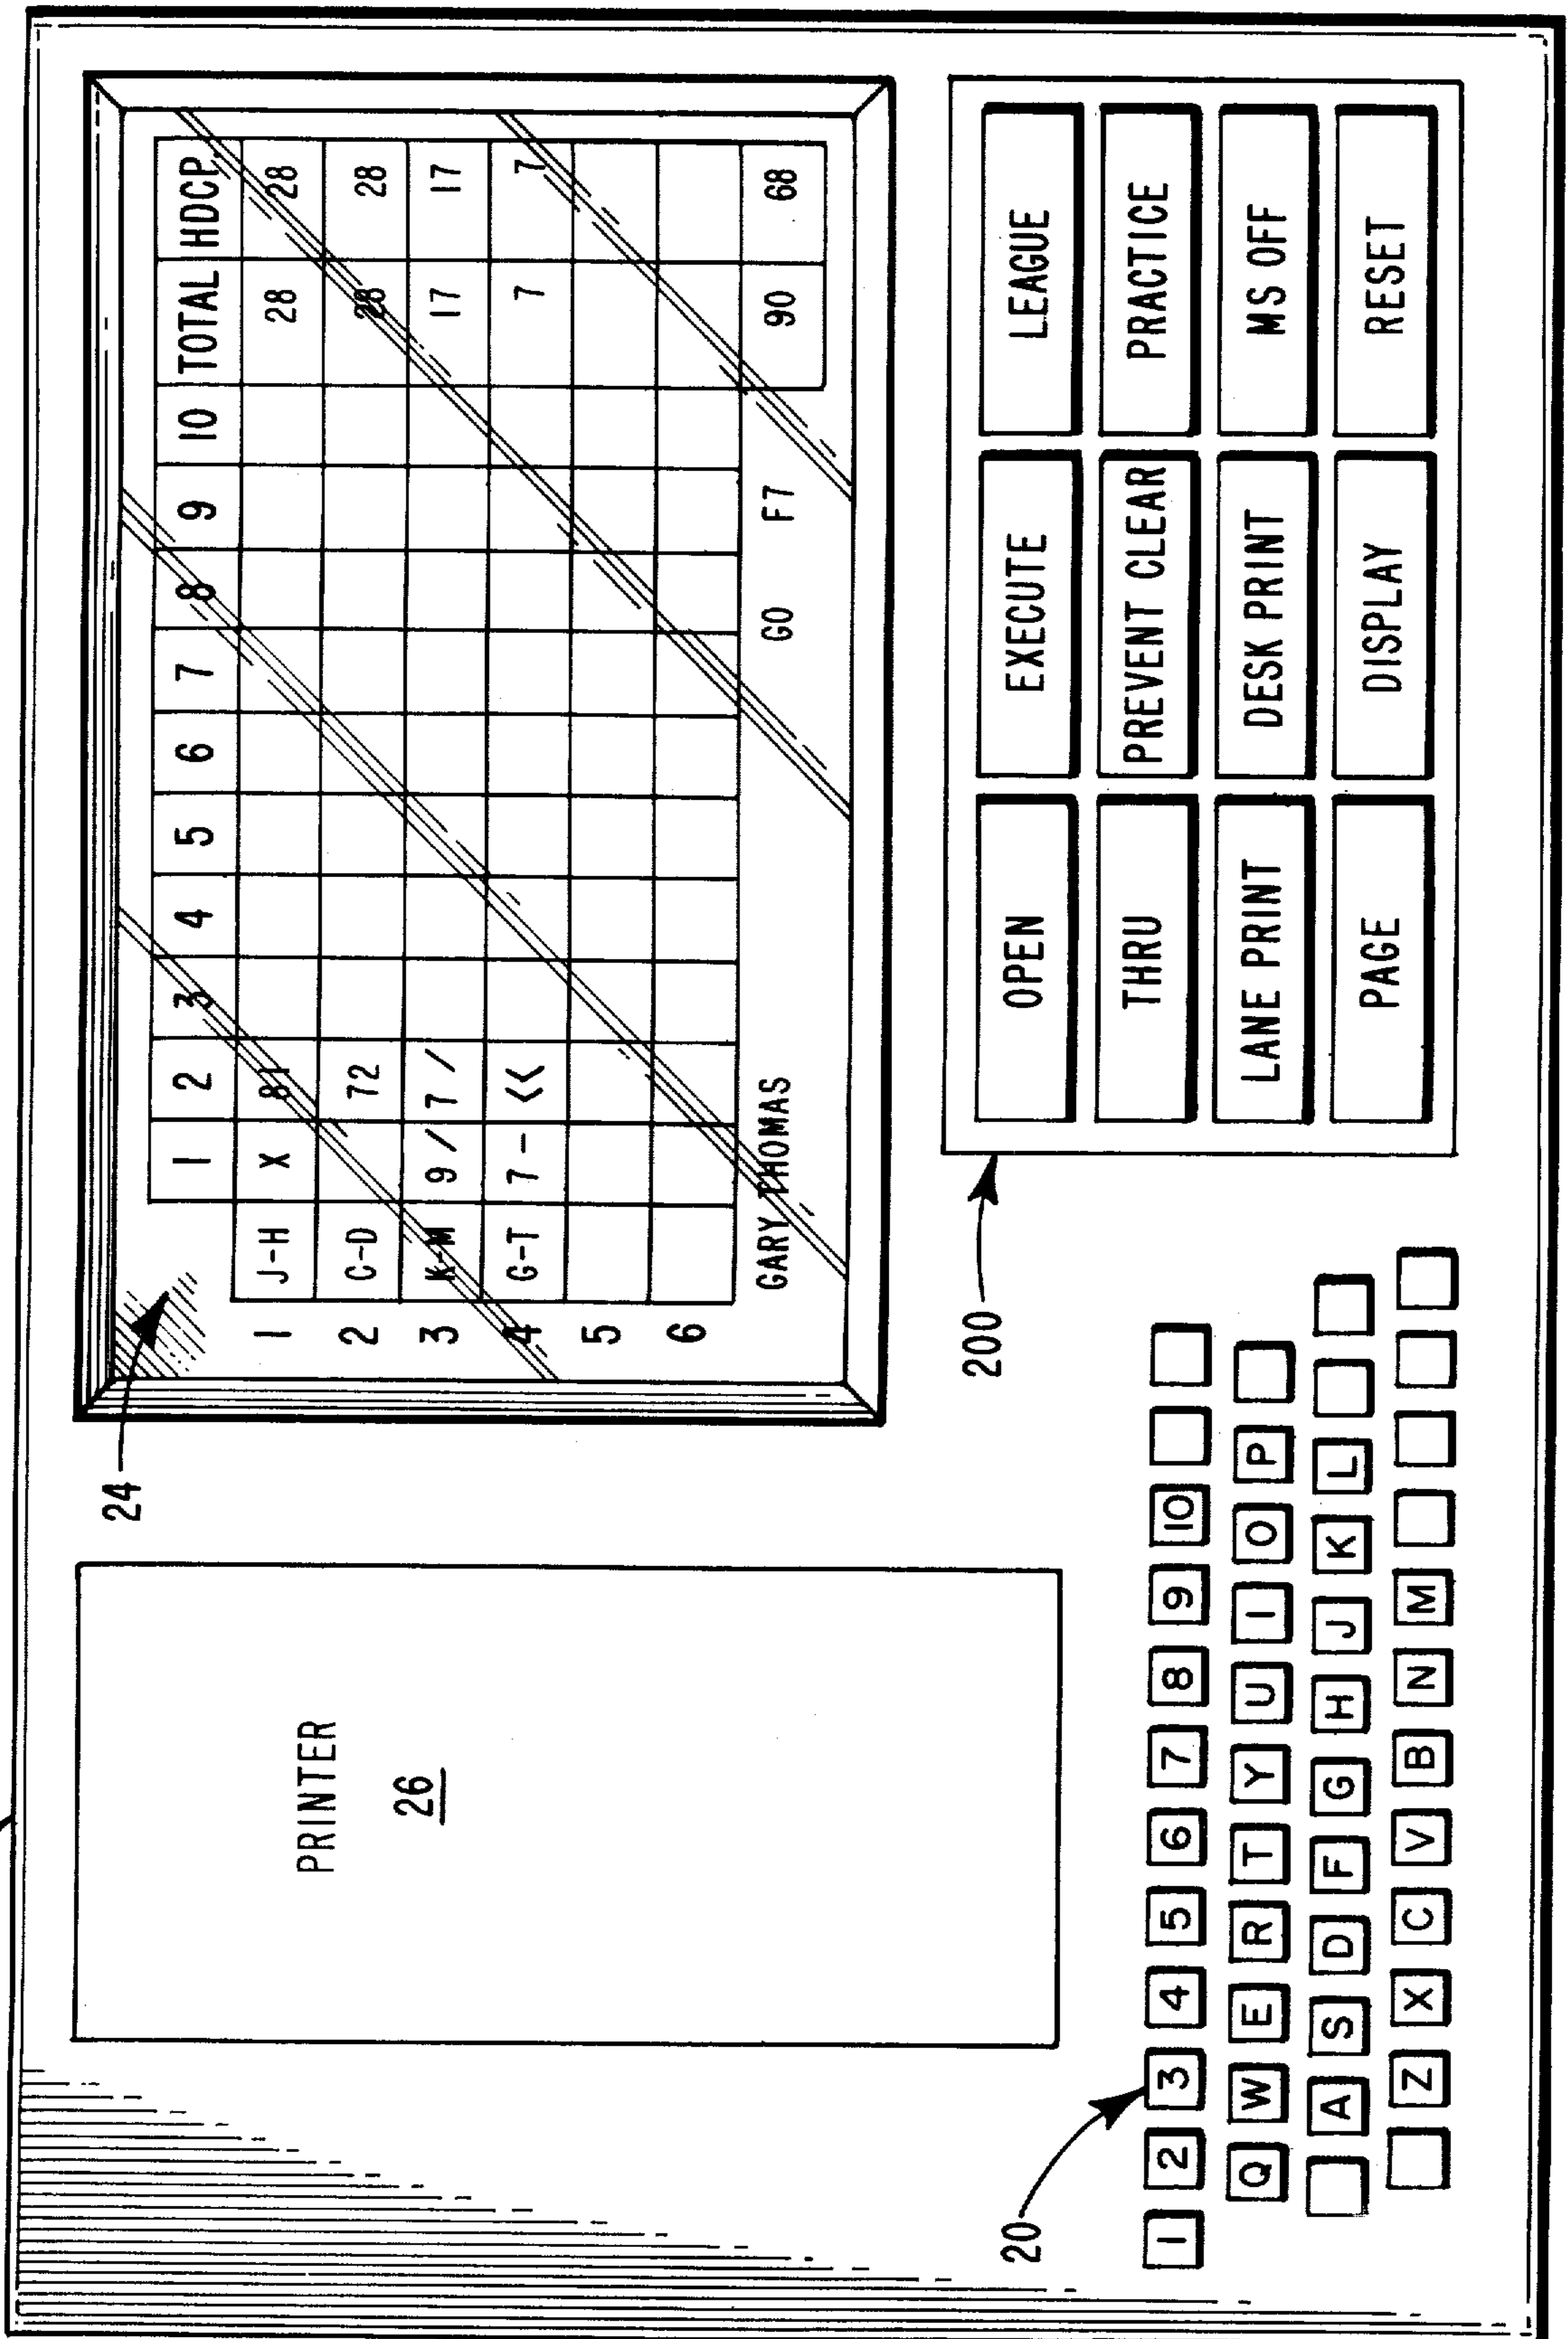 24
1 2 3 4 5 6 7 8 9 10 TOTAL HDCP.
1 J-H X 81 28 28
2 C-D 72 28 28
3 K-M 9/ 7/ 17 17
4 G-T 7- << 7 7
5
6
90 68
GARY THOMAS GO F7
PRINTER
26
200
OPEN EXECUTE LEAGUE
THRU PREVENT CLEAR PRACTICE
LANE PRINT DESK PRINT MS OFF
PAGE DISPLAY RESET
20
1 2 3 4 5 6 7 8 9 10
Q W E R T Y U I O P
A S D F G H J K L
Z X C V B N M